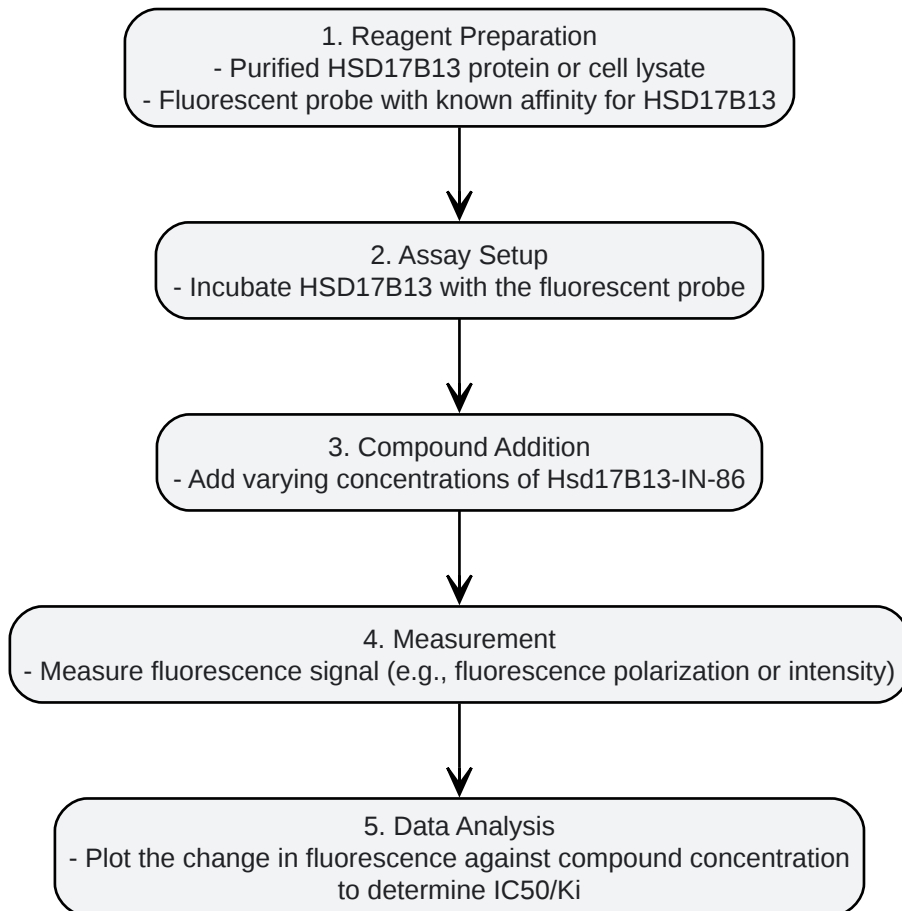 1. Reagent Preparation
- Purified HSD17B13 protein or cell lysate
- Fluorescent probe with known affinity for HSD17B13
2. Assay Setup
- Incubate HSD17B13 with the fluorescent probe
3. Compound Addition
- Add varying concentrations of Hsd17B13-IN-86
4. Measurement
- Measure fluorescence signal (e.g., fluorescence polarization or intensity)
5. Data Analysis
- Plot the change in fluorescence against compound concentration
to determine IC50/Ki